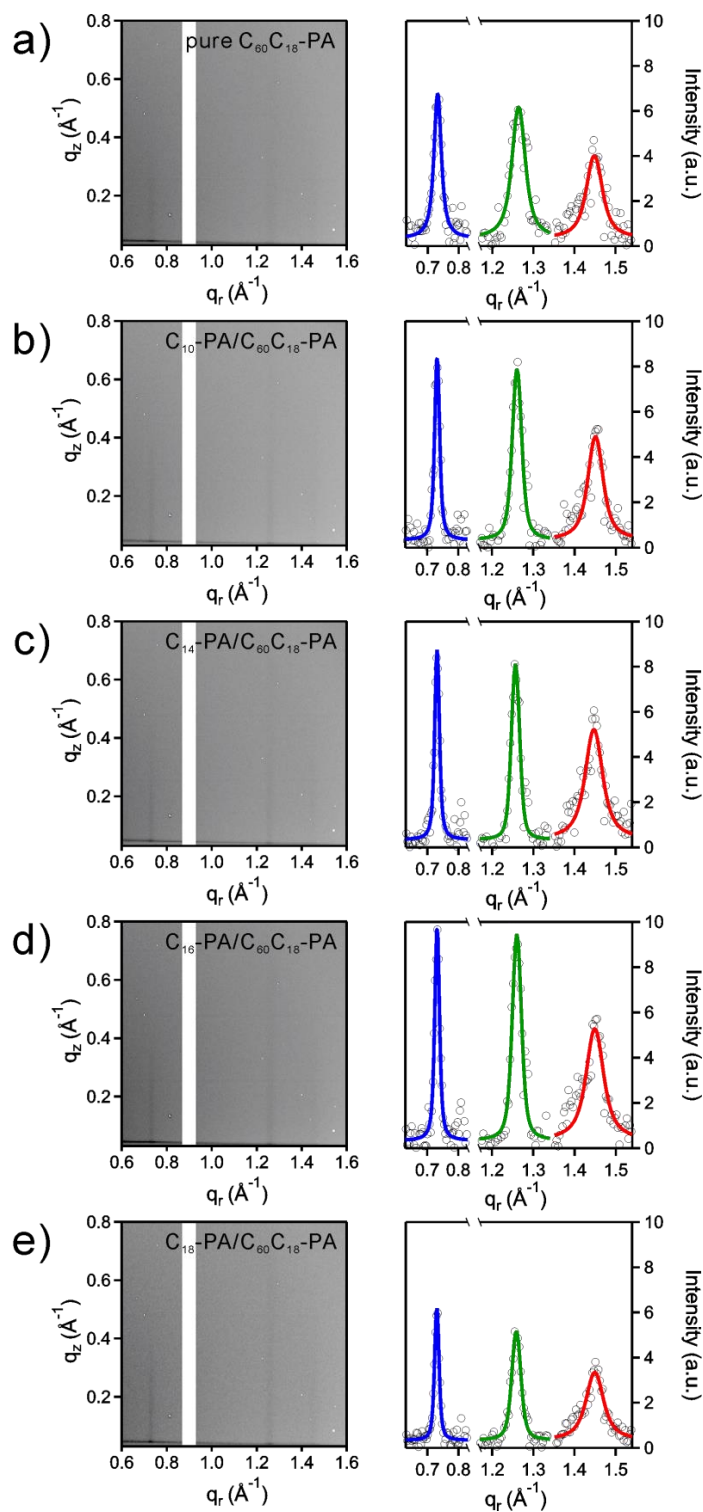 a)
pure C₆₀C₁₈-PA
0.8
0.6
0.4
0.2
q_z (Å⁻¹)
0.6 0.8 1.0 1.2 1.4 1.6
q_r (Å⁻¹)
10
8
6
4
2
0
Intensity (a.u.)
0.7 0.8 1.2 1.3 1.4 1.5
q_r (Å⁻¹)
b)
C₁₀-PA/C₆₀C₁₈-PA
0.8
0.6
0.4
0.2
q_z (Å⁻¹)
0.6 0.8 1.0 1.2 1.4 1.6
q_r (Å⁻¹)
10
8
6
4
2
0
Intensity (a.u.)
0.7 0.8 1.2 1.3 1.4 1.5
q_r (Å⁻¹)
c)
C₁₄-PA/C₆₀C₁₈-PA
0.8
0.6
0.4
0.2
q_z (Å⁻¹)
0.6 0.8 1.0 1.2 1.4 1.6
q_r (Å⁻¹)
10
8
6
4
2
0
Intensity (a.u.)
0.7 0.8 1.2 1.3 1.4 1.5
q_r (Å⁻¹)
d)
C₁₆-PA/C₆₀C₁₈-PA
0.8
0.6
0.4
0.2
q_z (Å⁻¹)
0.6 0.8 1.0 1.2 1.4 1.6
q_r (Å⁻¹)
10
8
6
4
2
0
Intensity (a.u.)
0.7 0.8 1.2 1.3 1.4 1.5
q_r (Å⁻¹)
e)
C₁₈-PA/C₆₀C₁₈-PA
0.8
0.6
0.4
0.2
q_z (Å⁻¹)
0.6 0.8 1.0 1.2 1.4 1.6
q_r (Å⁻¹)
10
8
6
4
2
0
Intensity (a.u.)
0.7 0.8 1.2 1.3 1.4 1.5
q_r (Å⁻¹)